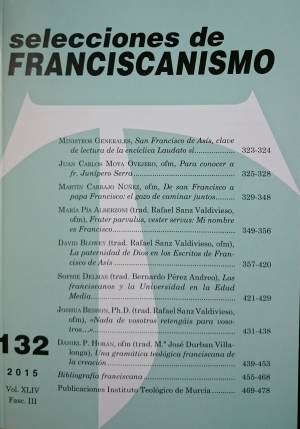 selecciones de
FRANCISCANISMO
MINISTROS GENERALES, San Francisco de Asís, clave
de lectura de la encíclica Laudato si .......... 323-324
JUAN CARLOS MOYA OVEJERO, ofm, Para conocer a
fr. Junípero Serra .......... 325-328
MARTÍN CARBAJO NÚÑEZ, ofm, De san Francisco a
papa Francisco: el gozo de caminar juntos .......... 329-348
MARÍA PÍA ALBERZONI (trad. Rafael Sanz Valdivieso,
ofm), Frater parvulus, vester servus: Mi nombre
es Francisco .......... 349-356
DAVID BLOWEY (trad. Rafael Sanz Valdivieso, ofm),
La paternidad de Dios en los Escritos de Fran-
cisco de Asís .......... 357-420
SOPHIE DELMAS (trad. Bernardo Pérez Andreo), Los
franciscanos y la Universidad en la Edad
Media .......... 421-429
JOSHUA BENSON, Ph.D. (trad. Rafael Sanz Valdivieso,
ofm), «Nada de vosotros retengáis para voso-
tros...» .......... 431-438
DANIEL P. HORAN, ofm (trad. M.ª José Durban Villa-
longa), Una gramática teológica franciscana de
la creación .......... 439-453
Bibliografía franciscana .......... 455-468
Publicaciones Instituto Teológico de Murcia .......... 469-478
132
2015
Vol. XLIV
Fasc. III